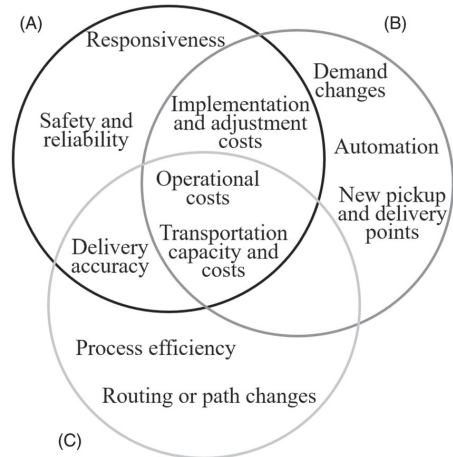 (A)
(B)
Responsiveness
Demand
changes
Implementation
and adjustment
costs
Safety and
reliability
Automation
Operational
costs
New pickup
and delivery
points
Transportation
capacity and
costs
Delivery
accuracy
Process efficiency
Routing or path changes
(C)